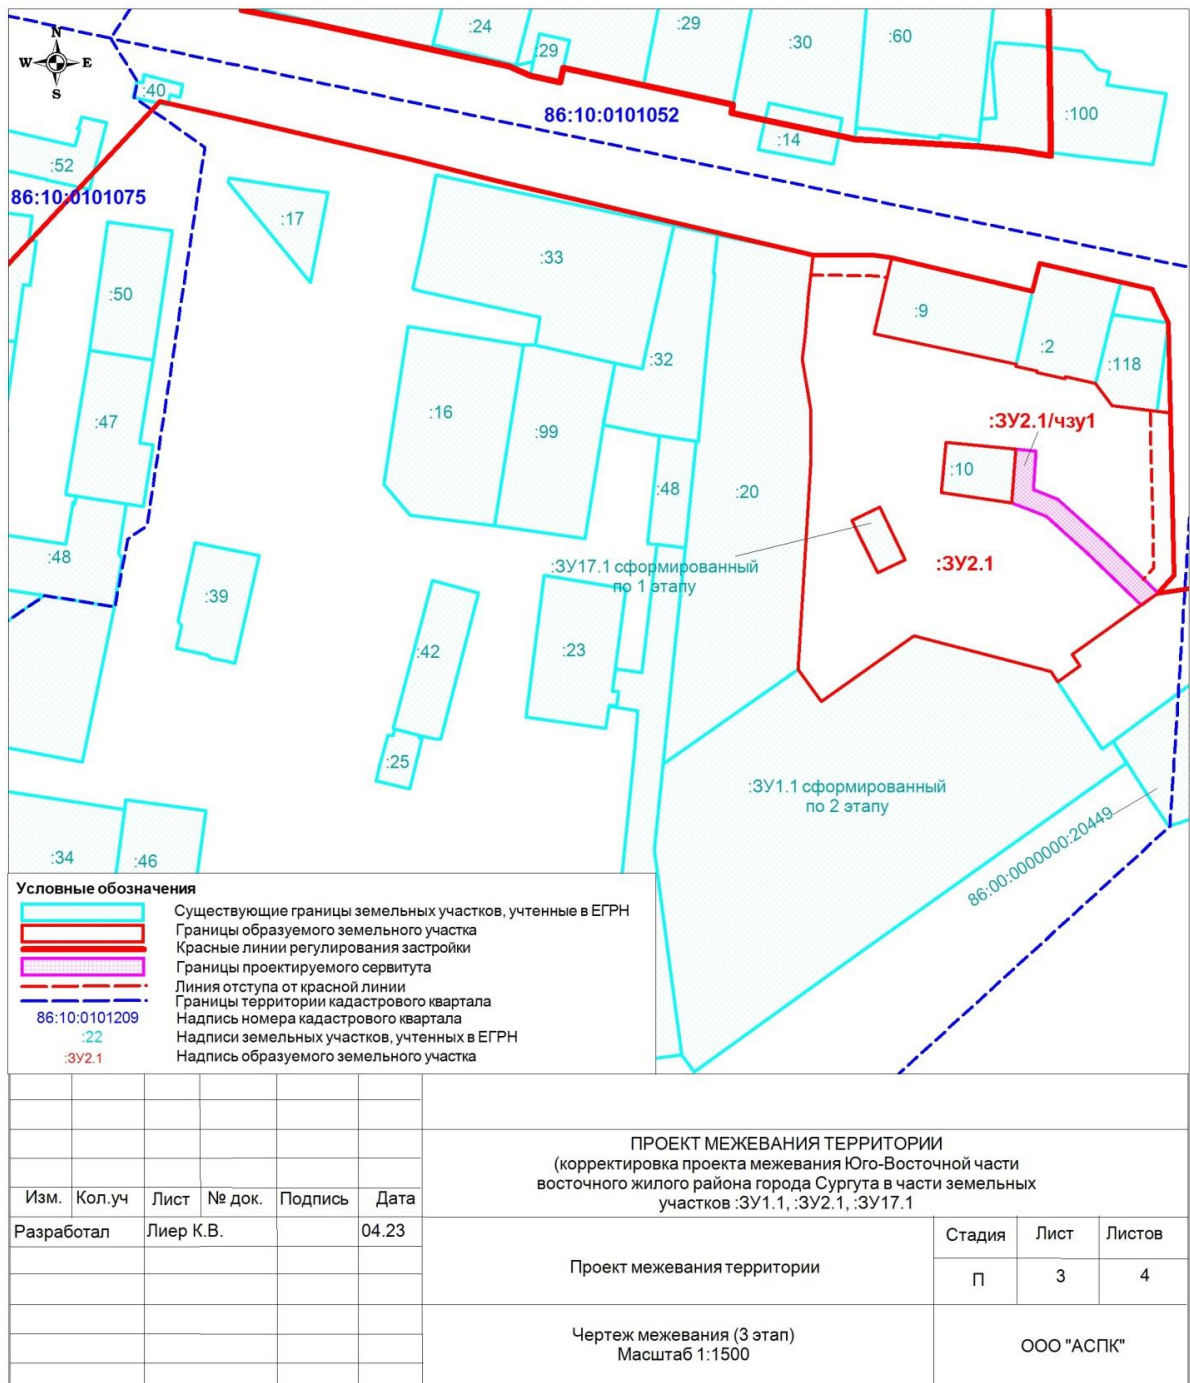 N
W E
S
:24
:29
:29
:30
:60
:40
:100
86:10:0101052
:14
:52
86:10:0101075
:17
:33
:50
:9
:2
:32
:118
:16
:47
:99
:ЗУ2.1/чзу1
:10
:48
:20
:48
:ЗУ17.1 сформированный
по 1 этапу
:ЗУ2.1
:39
:42
:23
:25
:ЗУ1.1 сформированный
по 2 этапу
86:00:0000000:20449
:34
:46
Условные обозначения
Существующие границы земельных участков, учтенные в ЕГРН
Границы образуемого земельного участка
Красные линии регулирования застройки
Границы проектируемого сервитута
Линия отступа от красной линии
Границы территории кадастрового квартала
86:10:0101209 Надпись номера кадастрового квартала
:22 Надписи земельных участков, учтенных в ЕГРН
:ЗУ2.1 Надпись образуемого земельного участка
ПРОЕКТ МЕЖЕВАНИЯ ТЕРРИТОРИИ
(корректировка проекта межевания Юго-Восточной части
восточного жилого района города Сургута в части земельных
участков :ЗУ1.1, :ЗУ2.1, :ЗУ17.1
Изм. Кол.уч Лист № док. Подпись Дата
Разработал Лиер К.В. 04.23
Проект межевания территории
Стадия Лист Листов
П 3 4
Чертеж межевания (3 этап)
Масштаб 1:1500
ООО "АСПК"